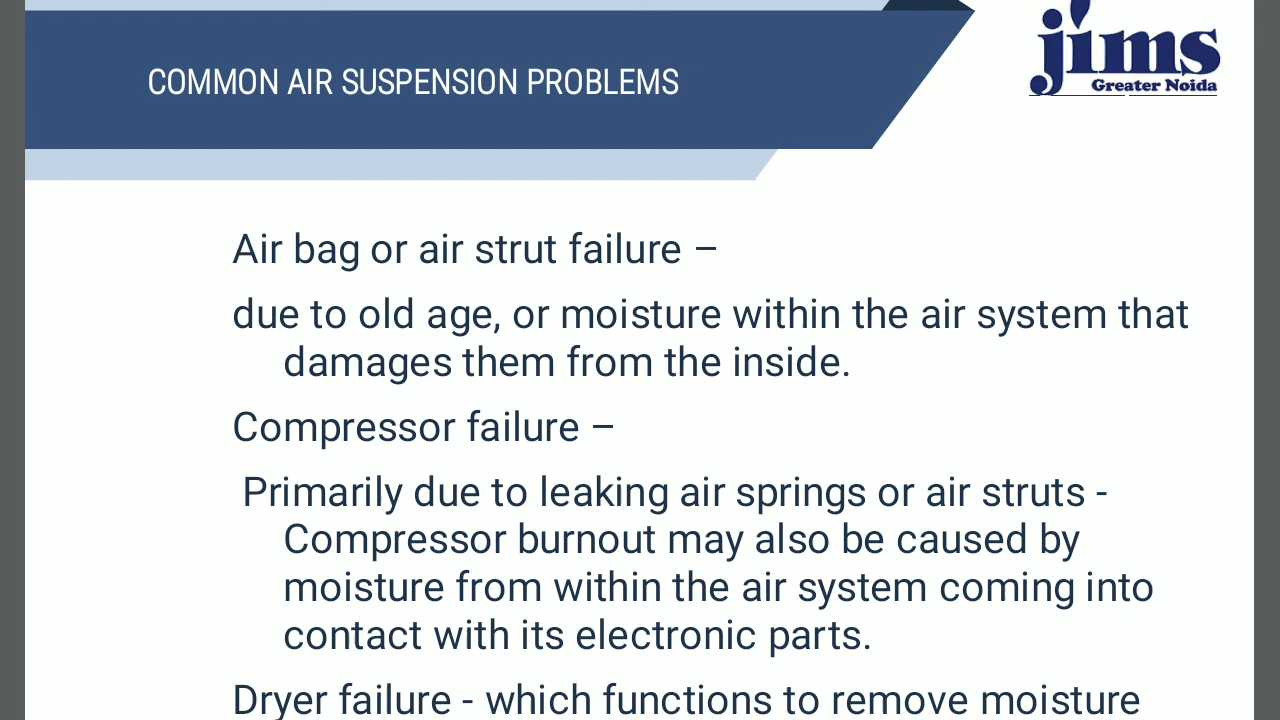 COMMON AIR SUSPENSION PROBLEMS
jims
Greater Noida
Air bag or air strut failure –
due to old age, or moisture within the air system that
damages them from the inside.
Compressor failure –
Primarily due to leaking air springs or air struts -
Compressor burnout may also be caused by
moisture from within the air system coming into
contact with its electronic parts.
Dryer failure - which functions to remove moisture